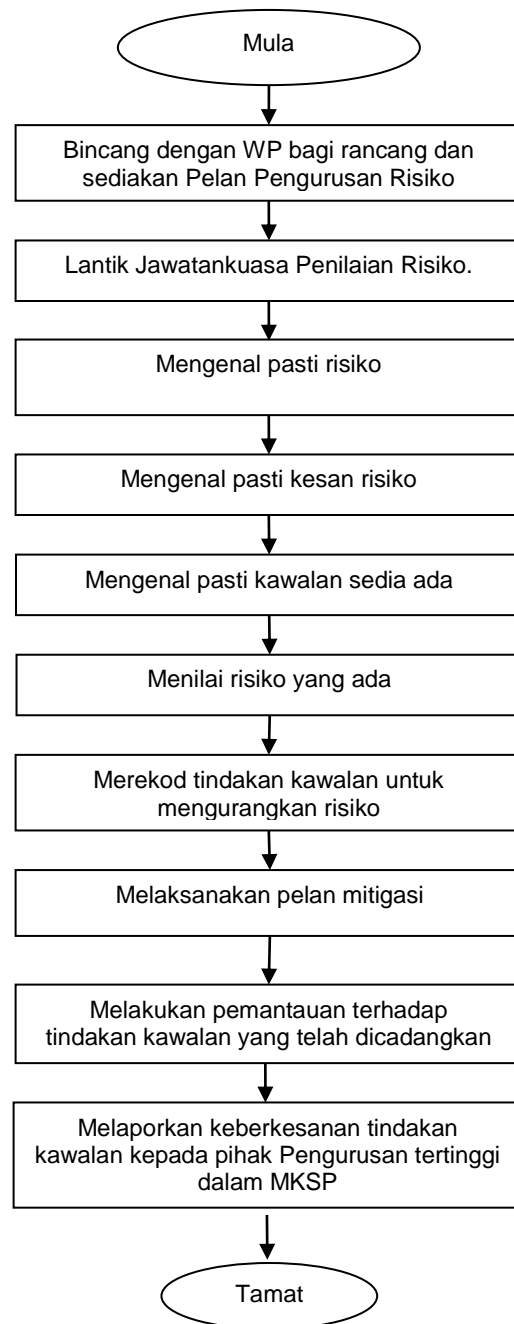 Mula
Bincang dengan WP bagi rancang dan
sediakan Pelan Pengurusan Risiko
Lantik Jawatankuasa Penilaian Risiko.
Mengenal pasti risiko
Mengenal pasti kesan risiko
Mengenal pasti kawalan sedia ada
Menilai risiko yang ada
Merekod tindakan kawalan untuk
mengurangkan risiko
Melaksanakan pelan mitigasi
Melakukan pemantauan terhadap
tindakan kawalan yang telah dicadangkan
Melaporkan keberkesanan tindakan
kawalan kepada pihak Pengurusan tertinggi
dalam MKSP
Tamat